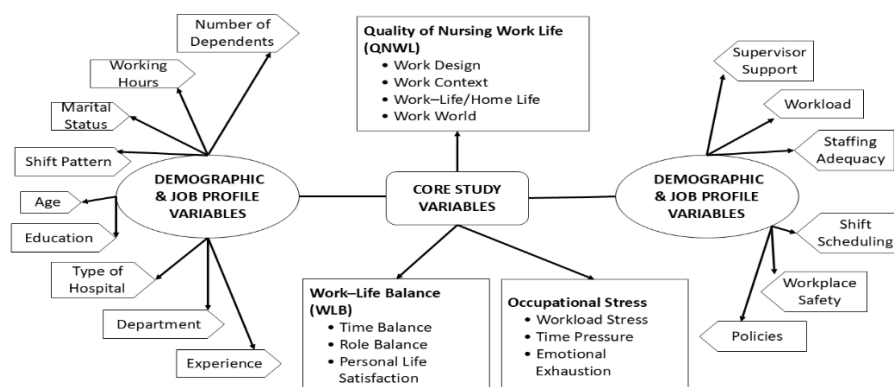 Number of
Dependents
Working
Hours
Marital
Status
Shift Pattern
Age
Education
Type of
Hospital
Department
Experience
DEMOGRAPHIC
& JOB PROFILE
VARIABLES
Quality of Nursing Work Life
(QNWL)
• Work Design
• Work Context
• Work–Life/Home Life
• Work World
CORE STUDY
VARIABLES
Work–Life Balance
(WLB)
• Time Balance
• Role Balance
• Personal Life
Satisfaction
Occupational Stress
• Workload Stress
• Time Pressure
• Emotional
Exhaustion
DEMOGRAPHIC
& JOB PROFILE
VARIABLES
Supervisor
Support
Workload
Staffing
Adequacy
Shift
Scheduling
Workplace
Safety
Policies